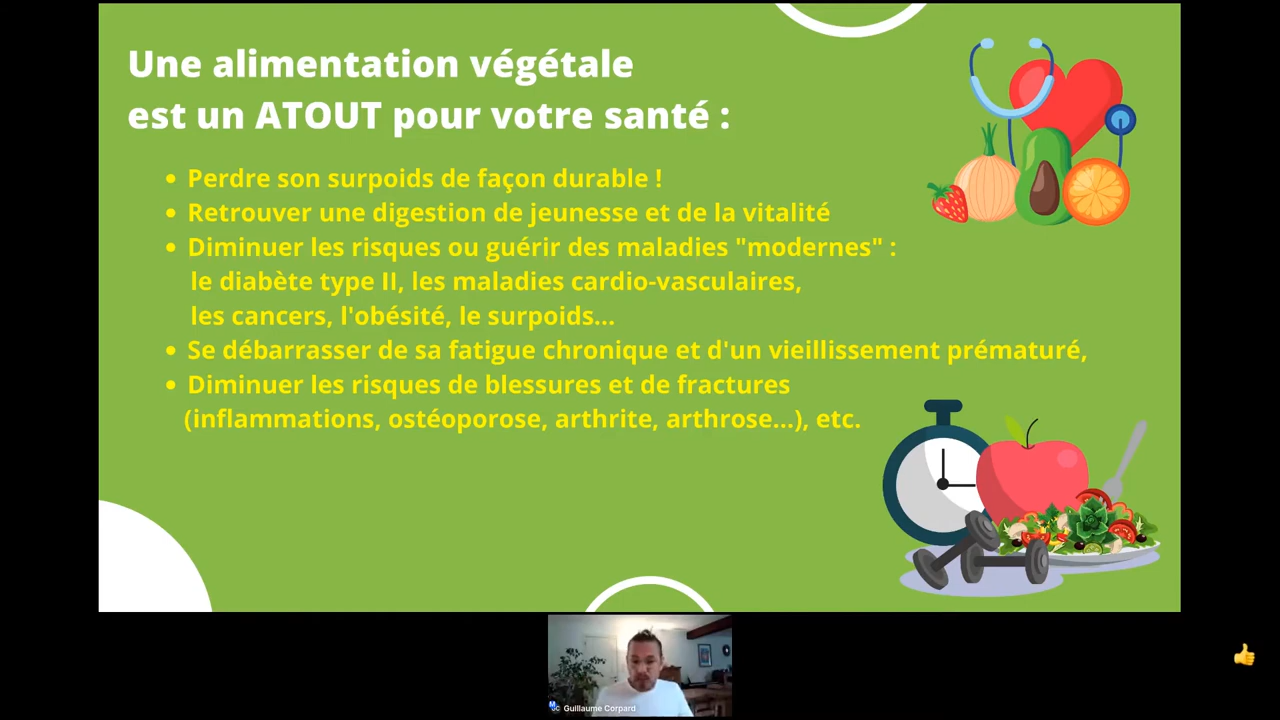 Une alimentation végétale
est un ATOUT pour votre santé :
• Perdre son surpoids de façon durable !
• Retrouver une digestion de jeunesse et de la vitalité
• Diminuer les risques ou guérir des maladies "modernes" :
le diabète type II, les maladies cardio-vasculaires,
les cancers, l'obésité, le surpoids...
• Se débarrasser de sa fatigue chronique et d'un vieillissement prématuré,
• Diminuer les risques de blessures et de fractures
(inflammations, ostéoporose, arthrite, arthrose...), etc.
Guillaume Corpard